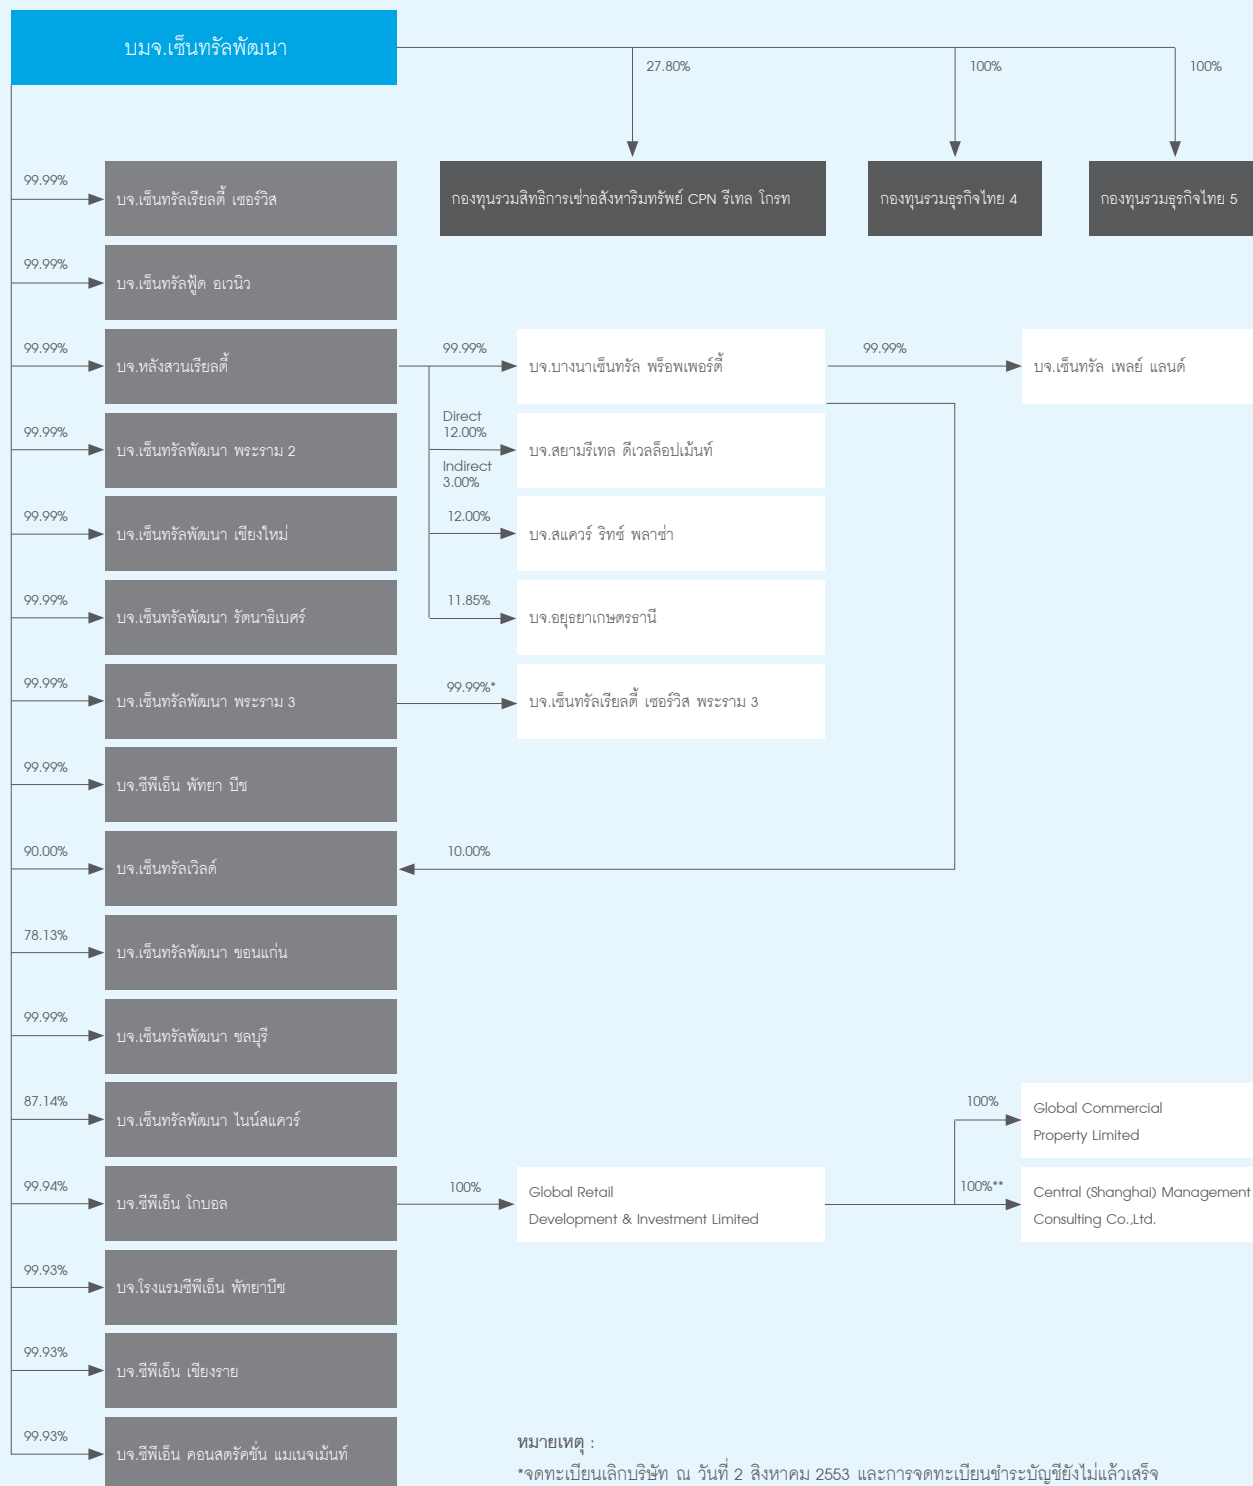 บมจ.เซ็นทรัลพัฒนา
27.80%
100%
100%
99.99%
บจ.เซ็นทรัลเรียลตี้ เซอร์วิส
กองทุนรวมสิทธิการเช่าอสังหาริมทรัพย์ CPN รีเทล โกรท
กองทุนรวมธุรกิจไทย 4
กองทุนรวมธุรกิจไทย 5
99.99%
บจ.เซ็นทรัลฟู้ด อเวนิว
99.99%
บจ.หลังสวนเรียลตี้
99.99%
บจ.บางนาเซ็นทรัล พร็อพเพอร์ตี้
99.99%
บจ.เซ็นทรัล เพลย์ แลนด์
99.99%
บจ.เซ็นทรัลพัฒนา พระราม 2
Direct
12.00%
Indirect
3.00%
บจ.สยามรีเทล ดีเวลล็อปเม้นท์
99.99%
บจ.เซ็นทรัลพัฒนา เชียงใหม่
12.00%
บจ.สแควร์ ริทซ์ พลาซ่า
99.99%
บจ.เซ็นทรัลพัฒนา รัตนาธิเบศร์
11.85%
บจ.อยุธยาเกษตรธานี
99.99%
บจ.เซ็นทรัลพัฒนา พระราม 3
99.99%*
บจ.เซ็นทรัลเรียลตี้ เซอร์วิส พระราม 3
99.99%
บจ.ซีพีเอ็น พัทยา บีช
90.00%
บจ.เซ็นทรัลเวิลด์
10.00%
78.13%
บจ.เซ็นทรัลพัฒนา ขอนแก่น
99.99%
บจ.เซ็นทรัลพัฒนา ชลบุรี
87.14%
บจ.เซ็นทรัลพัฒนา ไนน์สแควร์
100%
Global Commercial
Property Limited
99.94%
บจ.ซีพีเอ็น โกบอล
100%
Global Retail
Development & Investment Limited
100%**
Central (Shanghai) Management
Consulting Co.,Ltd.
99.93%
บจ.โรงแรมซีพีเอ็น พัทยาบีช
99.93%
บจ.ซีพีเอ็น เชียงราย
99.93%
บจ.ซีพีเอ็น คอนสตรัคชั่น แมเนจเม้นท์
หมายเหตุ :
*จดทะเบียนเลิกบริษัท ณ วันที่ 2 สิงหาคม 2553 และการจดทะเบียนชำระบัญชียังไม่แล้วเสร็จ